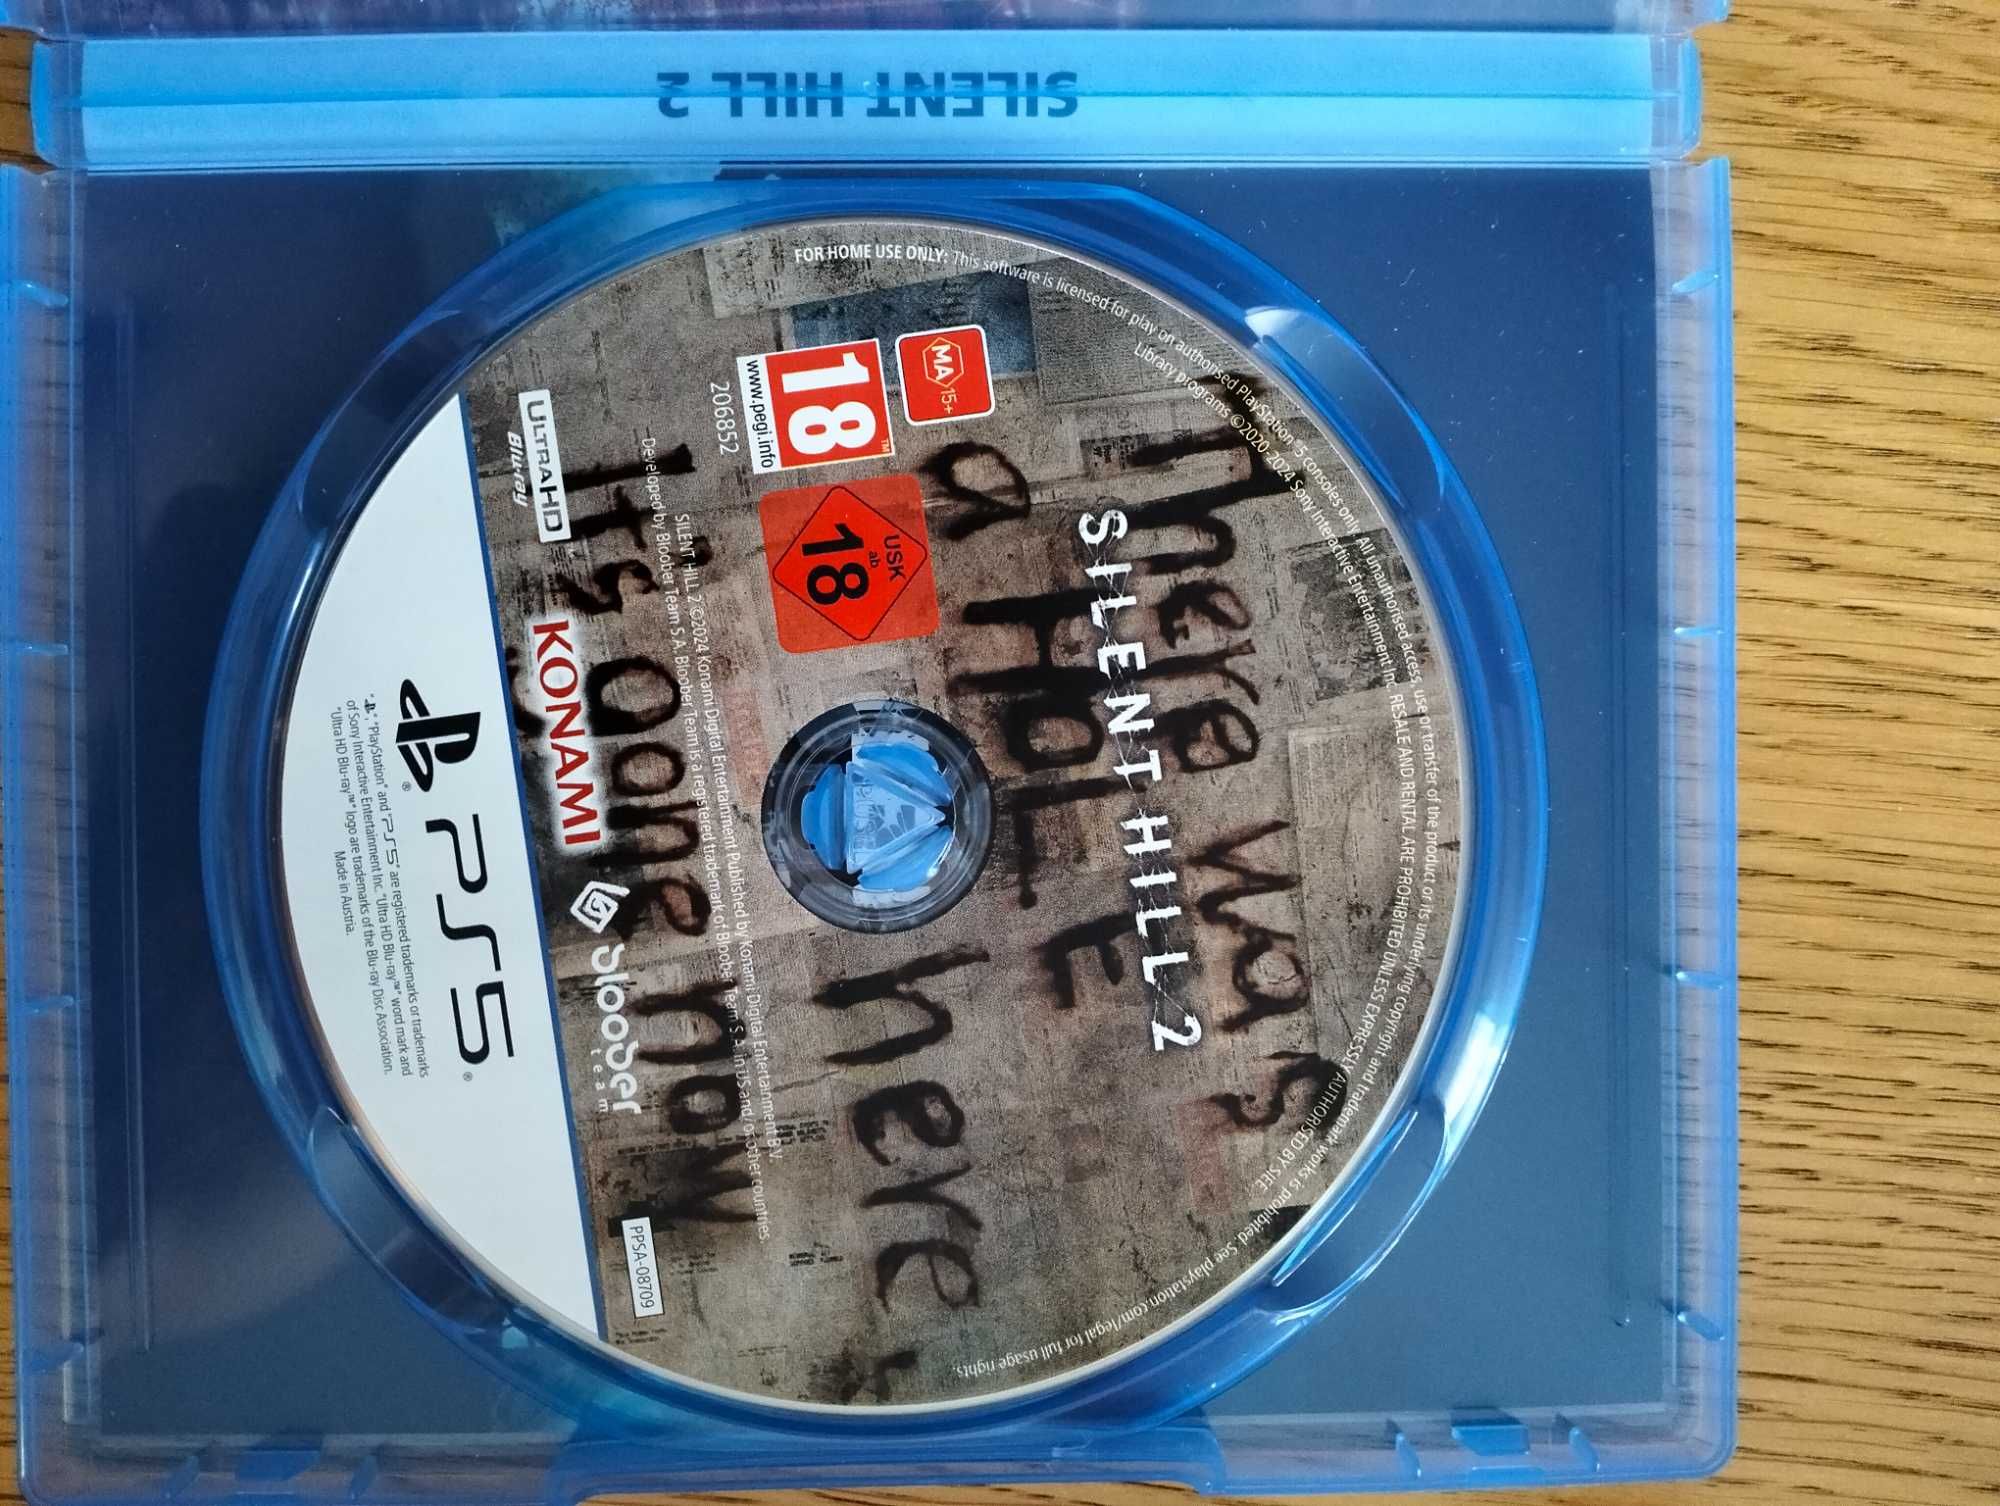 SILENT HILL 2
FOR HOME USE ONLY: This software is licensed for play on authorised PlayStation 5 consoles only. All unauthorised access, use or transfer of the product or its underlying copyright and trademark works is prohibited. See playstation.com/legal for full usage rights.
Library programs ©2020-2024 Sony Interactive Entertainment Inc. RESALE AND RENTAL ARE PROHIBITED UNLESS EXPRESSLY AUTHORISED BY SIEE.
There was
a HOLE here
It's gone now
SILENT HILL 2
MA 15+
18™
www.pegi.info
206852
USK
ab
18
SILENT HILL 2 ©2024 Konami Digital Entertainment Published by Konami Digital Entertainment B.V.
Developed by Bloober Team S.A. Bloober Team is a registered trademark of Bloober Team S.A. in US and/or other countries.
ULTRA HD
Blu-ray
KONAMI
bloober
team
PPSA-08709
PS5®
" ", "PlayStation" and "PS5" are registered trademarks or trademarks
of Sony Interactive Entertainment Inc. "Ultra HD Blu-ray™" word mark and
"Ultra HD Blu-ray™" logo are trademarks of the Blu-ray Disc Association.
Made in Austria.